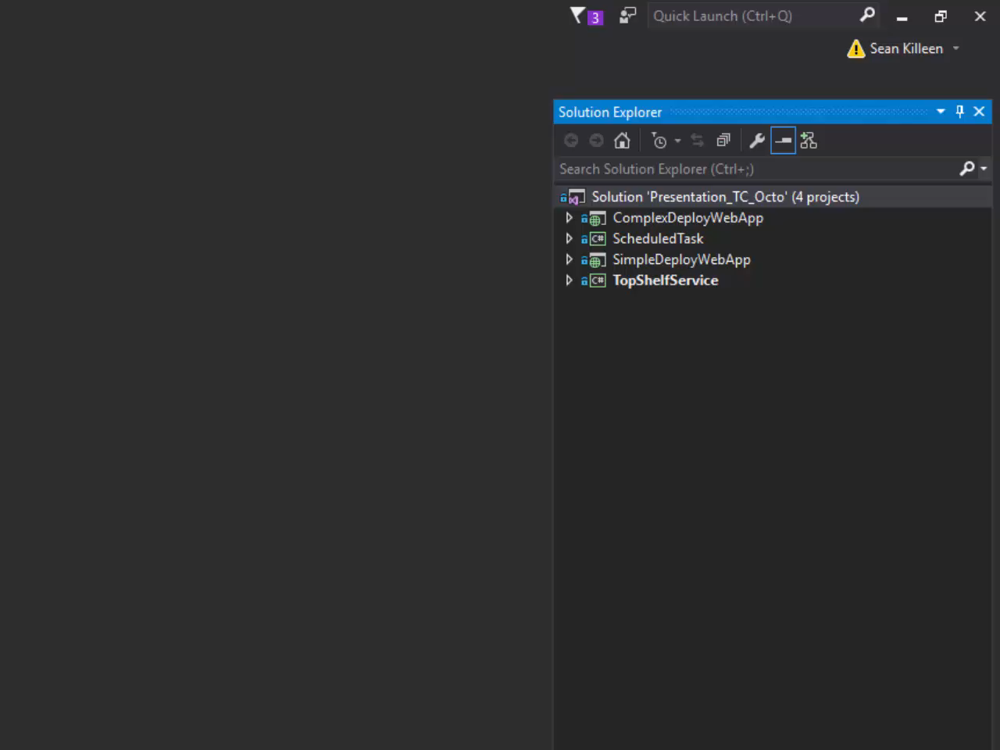 3
Quick Launch (Ctrl+Q)
Sean Killeen
Solution Explorer
Search Solution Explorer (Ctrl+;)
Solution 'Presentation_TC_Octo' (4 projects)
ComplexDeployWebApp
C# ScheduledTask
SimpleDeployWebApp
C# TopShelfService